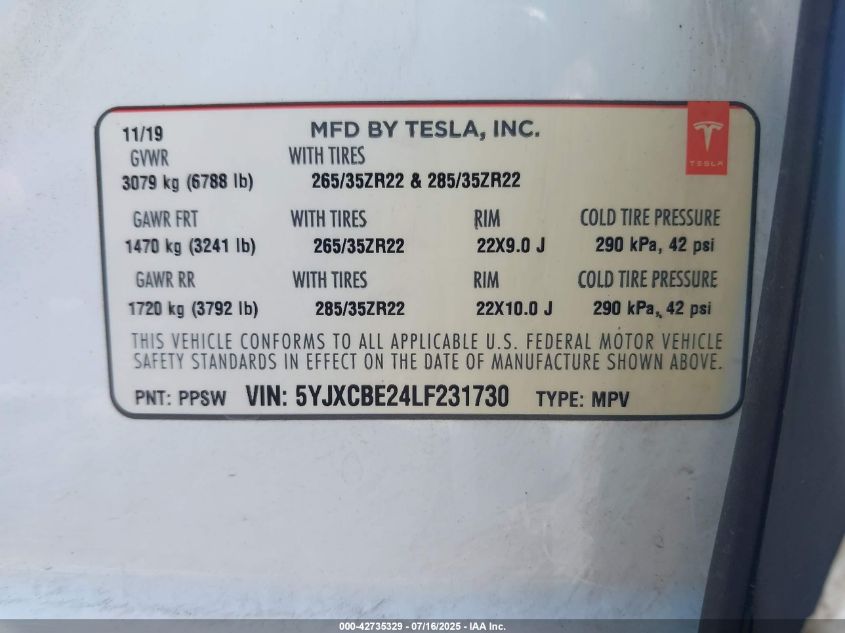 11/19 MFD BY TESLA, INC.
TESLA
GVWR WITH TIRES
3079 kg (6788 lb) 265/35ZR22 & 285/35ZR22
GAWR FRT WITH TIRES RIM COLD TIRE PRESSURE
1470 kg (3241 lb) 265/35ZR22 22X9.0 J 290 kPa, 42 psi
GAWR RR WITH TIRES RIM COLD TIRE PRESSURE
1720 kg (3792 lb) 285/35ZR22 22X10.0 J 290 kPa, 42 psi
THIS VEHICLE CONFORMS TO ALL APPLICABLE U.S. FEDERAL MOTOR VEHICLE
SAFETY STANDARDS IN EFFECT ON THE DATE OF MANUFACTURE SHOWN ABOVE.
PNT: PPSW VIN: 5YJXCBE24LF231730 TYPE: MPV
000-42735329 - 07/16/2025 - IAA Inc.